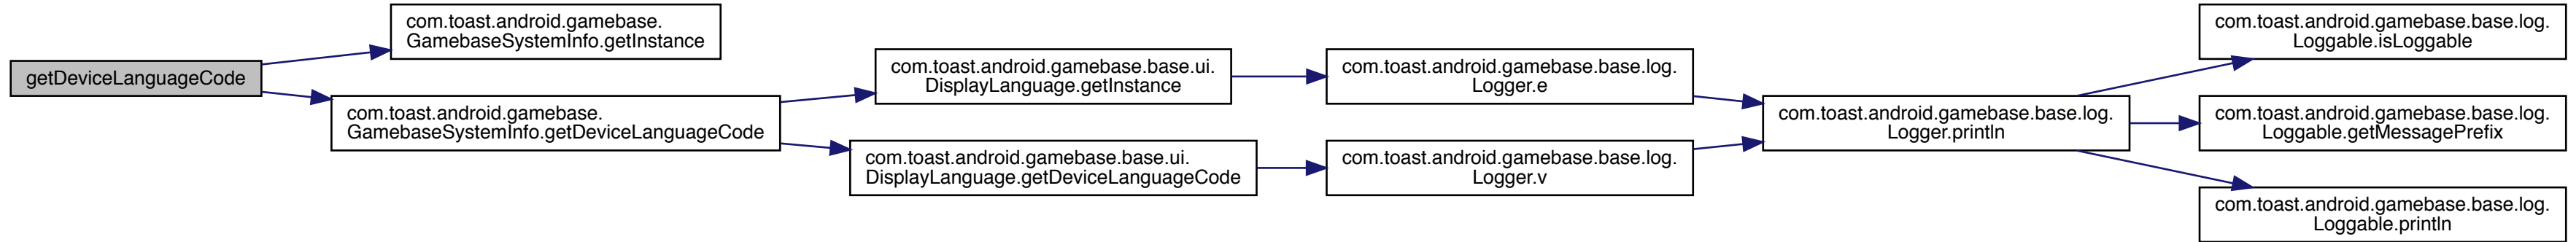 getDeviceLanguageCode
com.toast.android.gamebase.
GamebaseSystemInfo.getInstance
com.toast.android.gamebase.
GamebaseSystemInfo.getDeviceLanguageCode
com.toast.android.gamebase.base.ui.
DisplayLanguage.getInstance
com.toast.android.gamebase.base.ui.
DisplayLanguage.getDeviceLanguageCode
com.toast.android.gamebase.base.log.
Logger.e
com.toast.android.gamebase.base.log.
Logger.v
com.toast.android.gamebase.base.log.
Logger.println
com.toast.android.gamebase.base.log.
Loggable.isLoggable
com.toast.android.gamebase.base.log.
Loggable.getMessagePrefix
com.toast.android.gamebase.base.log.
Loggable.println